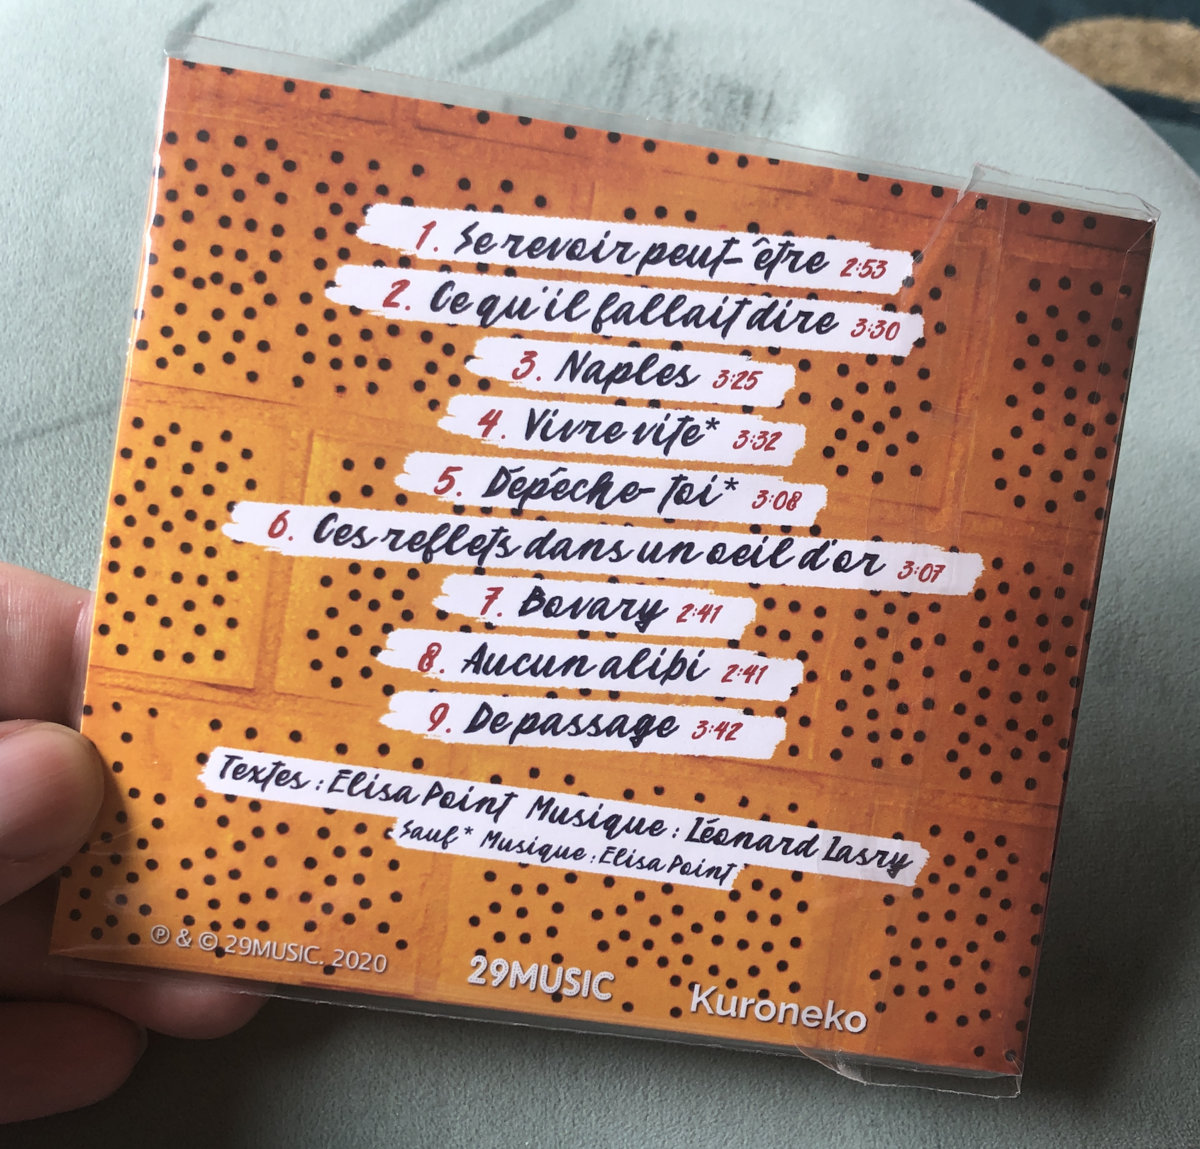 1. Se revoir peut-être 2:53
2. Ce qu'il fallait dire 3:30
3. Naples 3:25
4. Vivre vite* 3:32
5. Dépéche-toi* 3:08
6. Ces reflets dans un oeil d'or 3:07
7. Bovary 2:41
8. Aucun alibi 2:41
9. De passage 3:42
Textes : Elisa Point Musique : Léonard Lasry
Sauf* Musique : Elisa Point
℗ & © 29MUSIC. 2020
29MUSIC
Kuroneko